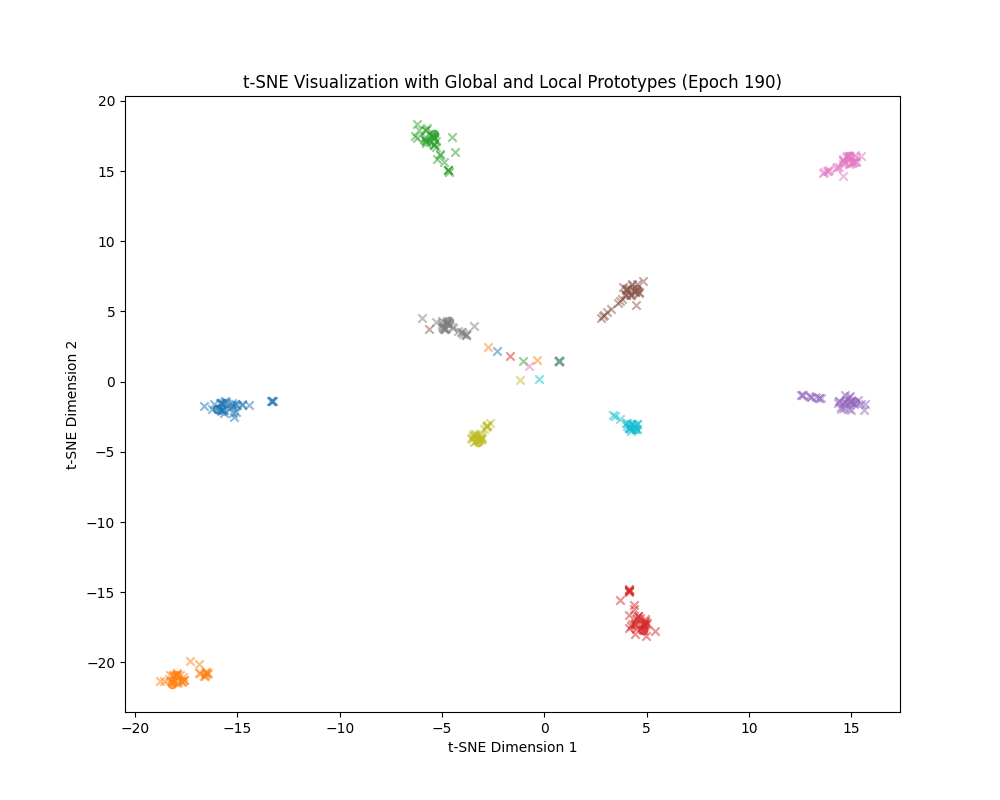 t-SNE Visualization with Global and Local Prototypes (Epoch 190)
20
15
10
5
0
−5
−10
−15
−20
t-SNE Dimension 2
−20 −15 −10 −5 0 5 10 15
t-SNE Dimension 1